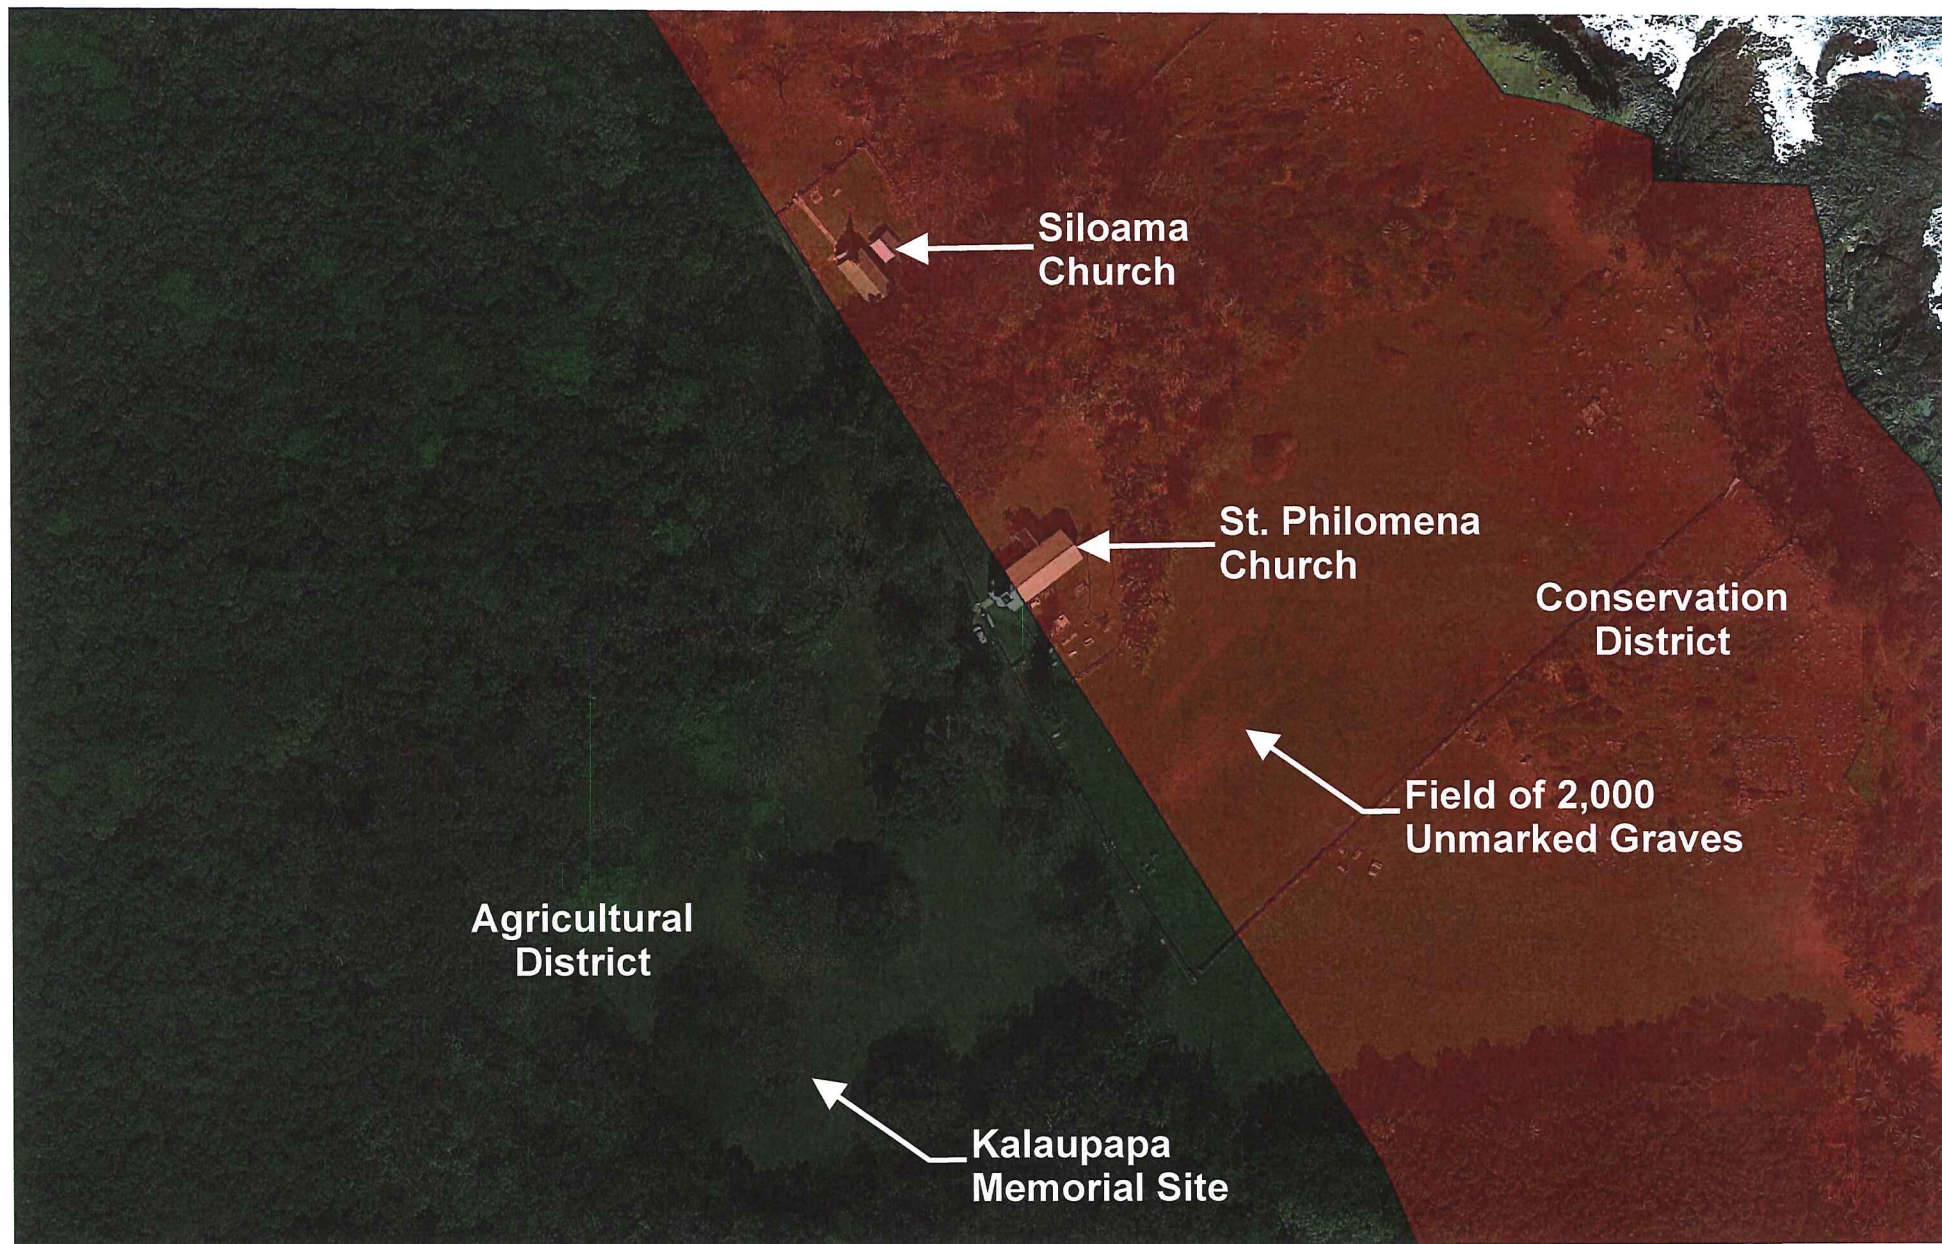 Siloama
Church
St. Philomena
Church
Conservation
District
Field of 2,000
Unmarked Graves
Agricultural
District
Kalaupapa
Memorial Site